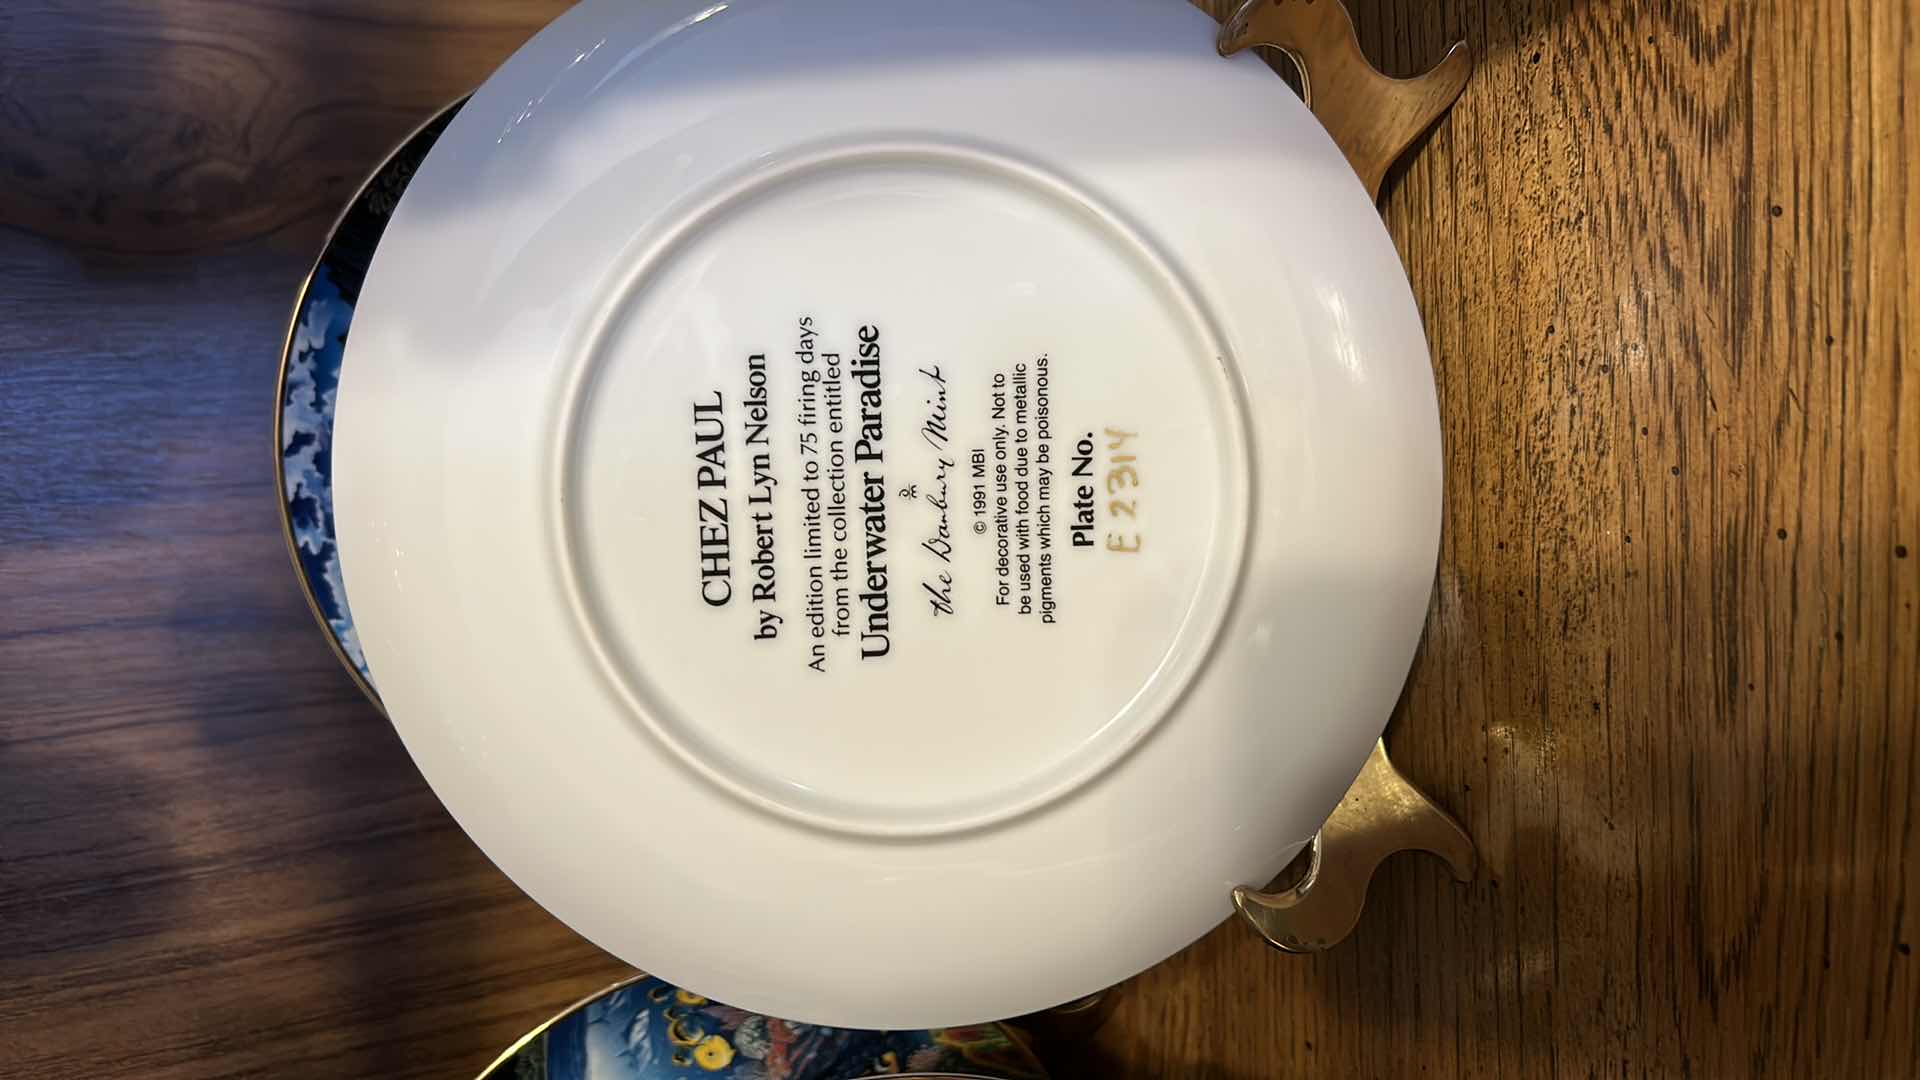 CHEZ PAUL
by Robert Lyn Nelson
An edition limited to 75 firing days
from the collection entitled
Underwater Paradise
the Danbury Mint
© 1991 MBI
For decorative use only. Not to
be used with food due to metallic
pigments which may be poisonous.
Plate No.
E 2314